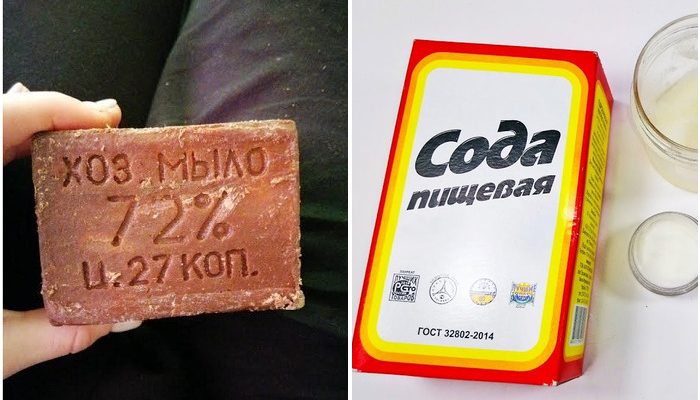 ХОЗ. МЫЛО
72%
Ц. 27 КОП.
Сода
пищевая
ГОСТ 32802-2014